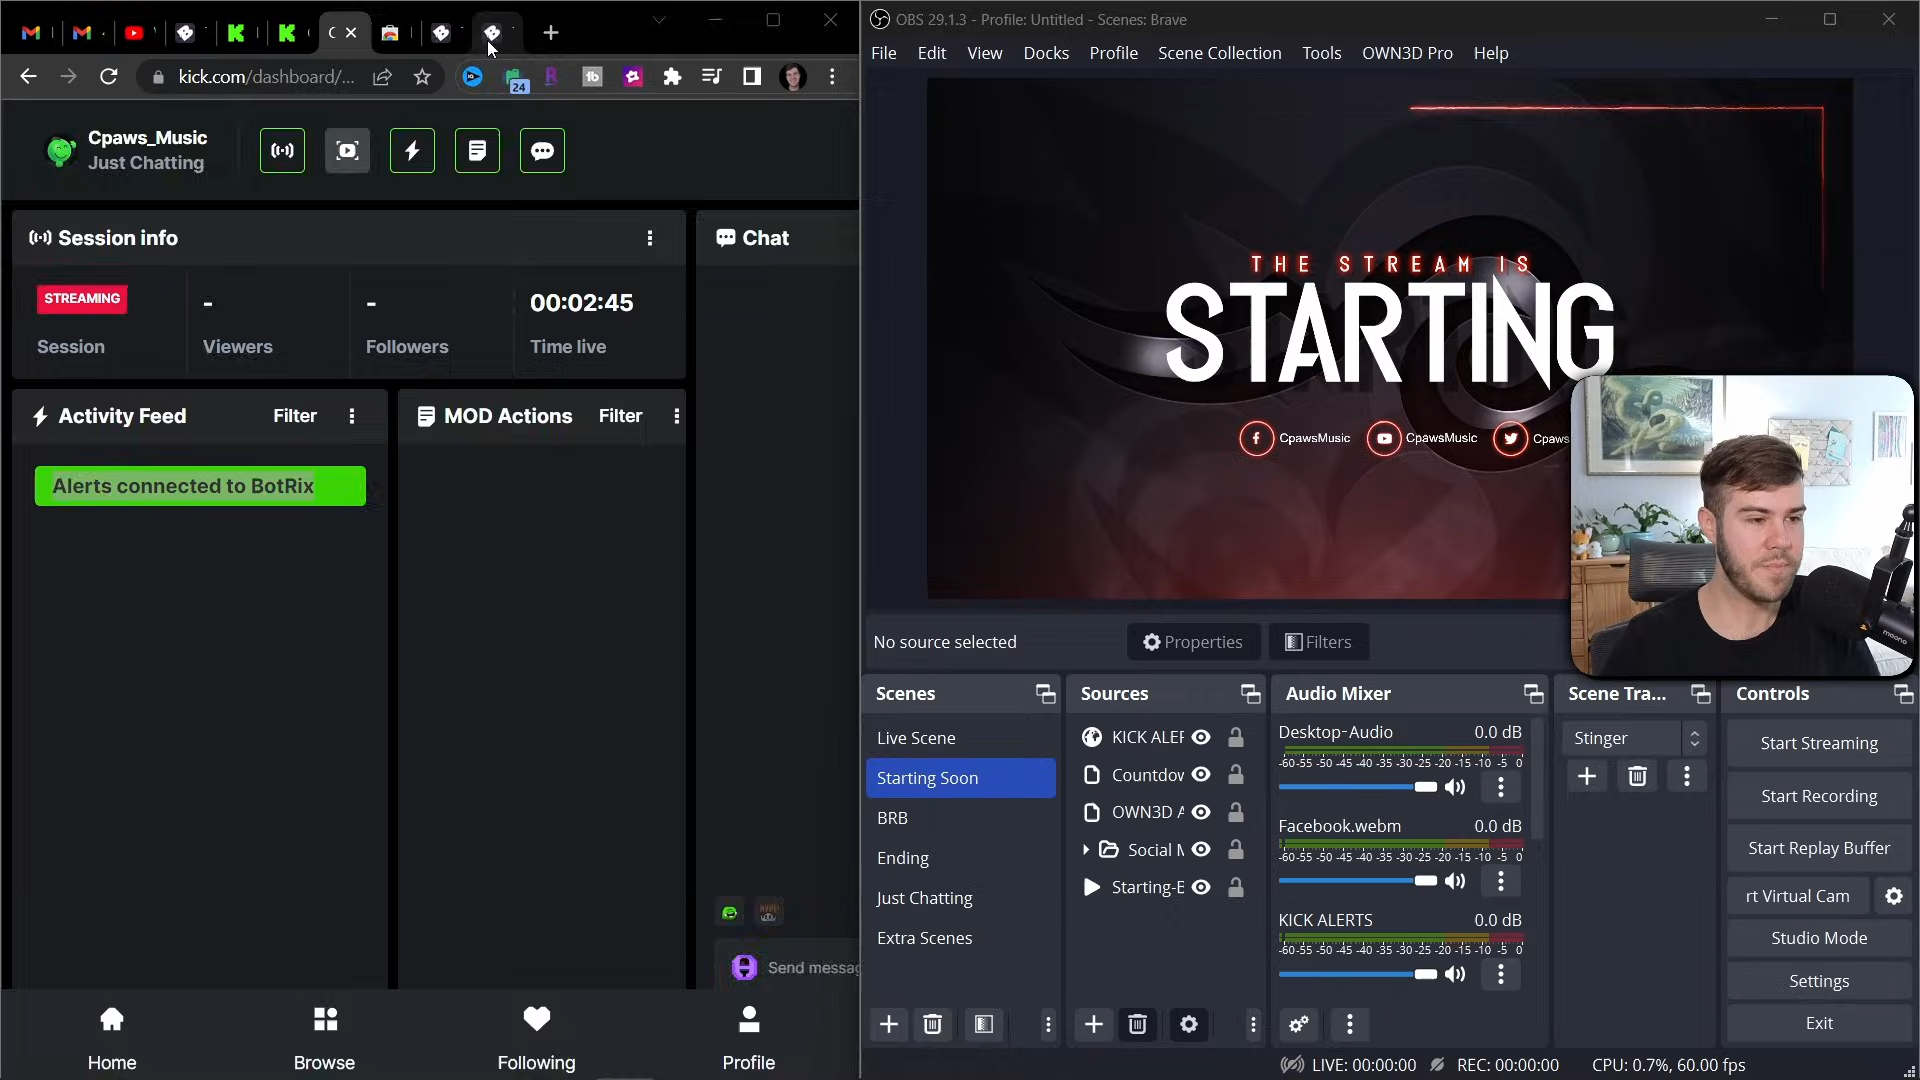 kick.com/dashboard/...
24
Cpaws_Music
Just Chatting
Session info
STREAMING
-
-
00:02:45
Session
Viewers
Followers
Time live
Activity Feed
Filter
MOD Actions
Filter
Alerts connected to BotRix
Chat
Send messag
Home
Browse
Following
Profile
OBS 29.1.3 - Profile: Untitled - Scenes: Brave
File
Edit
View
Docks
Profile
Scene Collection
Tools
OWN3D Pro
Help
THE STREAM IS
STARTING
CpawsMusic
CpawsMusic
Cpaws
No source selected
Properties
Filters
Scenes
Live Scene
Starting Soon
BRB
Ending
Just Chatting
Extra Scenes
Sources
KICK ALER
Countdow
OWN3D A
Social M
Starting-B
Audio Mixer
Desktop-Audio
0.0 dB
-60-55 -50 -45 -40 -35 -30 -25 -20 -15 -10 -5 0
Facebook.webm
0.0 dB
-60-55 -50 -45 -40 -35 -30 -25 -20 -15 -10 -5 0
KICK ALERTS
0.0 dB
-60-55 -50 -45 -40 -35 -30 -25 -20 -15 -10 -5 0
Scene Tra...
Stinger
Controls
Start Streaming
Start Recording
Start Replay Buffer
rt Virtual Cam
Studio Mode
Settings
Exit
LIVE: 00:00:00
REC: 00:00:00
CPU: 0.7%, 60.00 fps